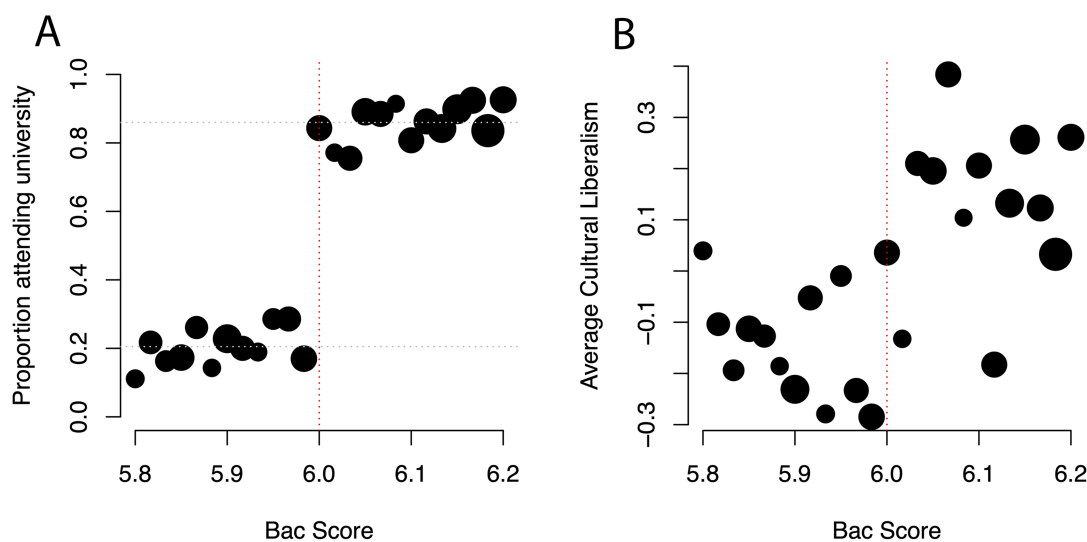 A
Proportion attending university
1.0
0.8
0.6
0.4
0.2
0.0
5.8 5.9 6.0 6.1 6.2
Bac Score
B
Average Cultural Liberalism
0.3
0.1
−0.1
−0.3
5.8 5.9 6.0 6.1 6.2
Bac Score